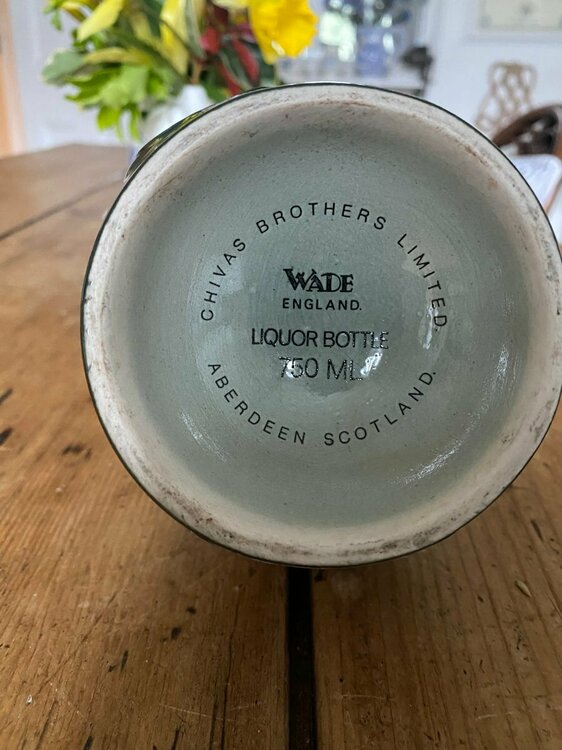 CHIVAS BROTHERS LIMITED.
WADE
ENGLAND.
LIQUOR BOTTLE
750 ML
ABERDEEN SCOTLAND.